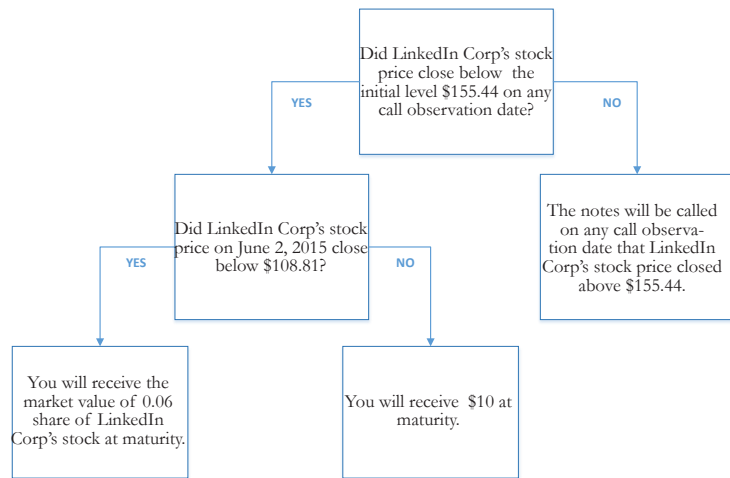 Did LinkedIn Corp's stock
price close below the
initial level $155.44 on any
call observation date?
YES
NO
Did LinkedIn Corp's stock
price on June 2, 2015 close
below $108.81?
The notes will be called
on any call observa-
tion date that LinkedIn
Corp's stock price closed
above $155.44.
YES
NO
You will receive the
market value of 0.06
share of LinkedIn
Corp's stock at maturity.
You will receive $10 at
maturity.